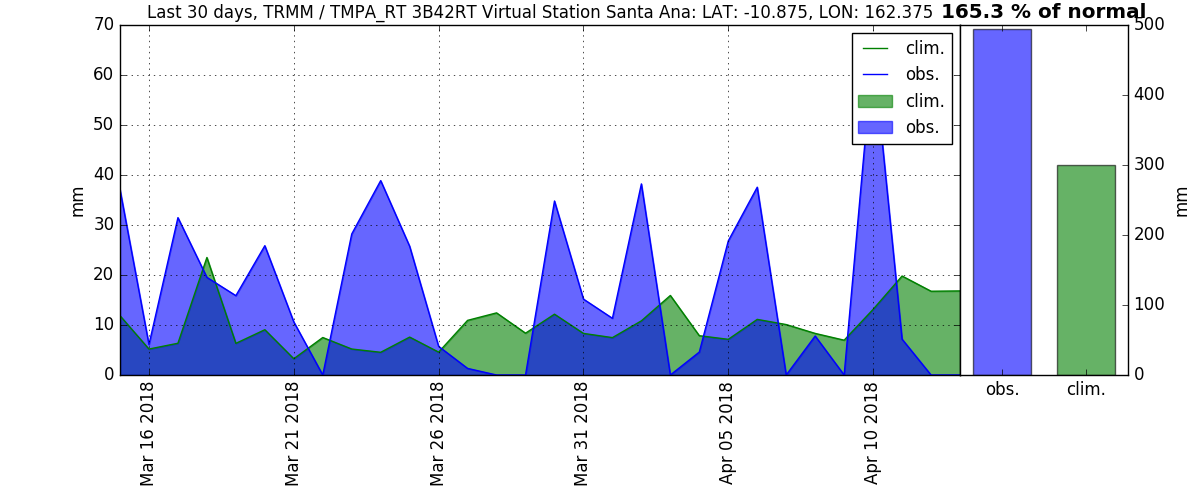 Last 30 days, TRMM / TMPA_RT 3B42RT Virtual Station Santa Ana: LAT: -10.875, LON: 162.375 165.3 % of normal
70
60
50
40
30
20
10
0
mm
clim.
obs.
clim.
obs.
Mar 16 2018
Mar 21 2018
Mar 26 2018
Mar 31 2018
Apr 05 2018
Apr 10 2018
500
400
300
200
100
0
mm
obs. clim.